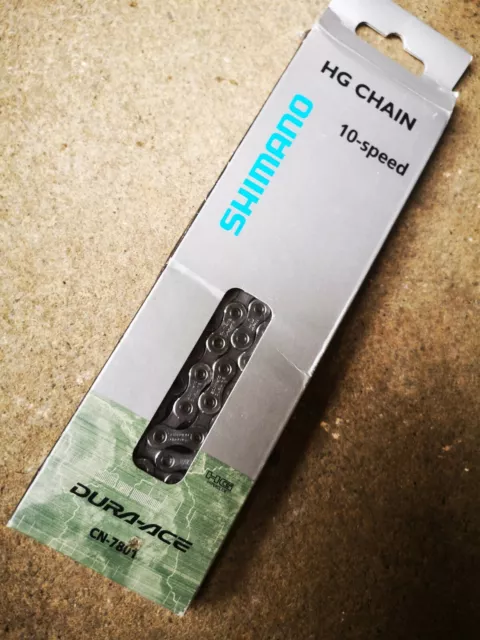 HG CHAIN
10-speed
SHIMANO
DURA-ACE
CN-7801